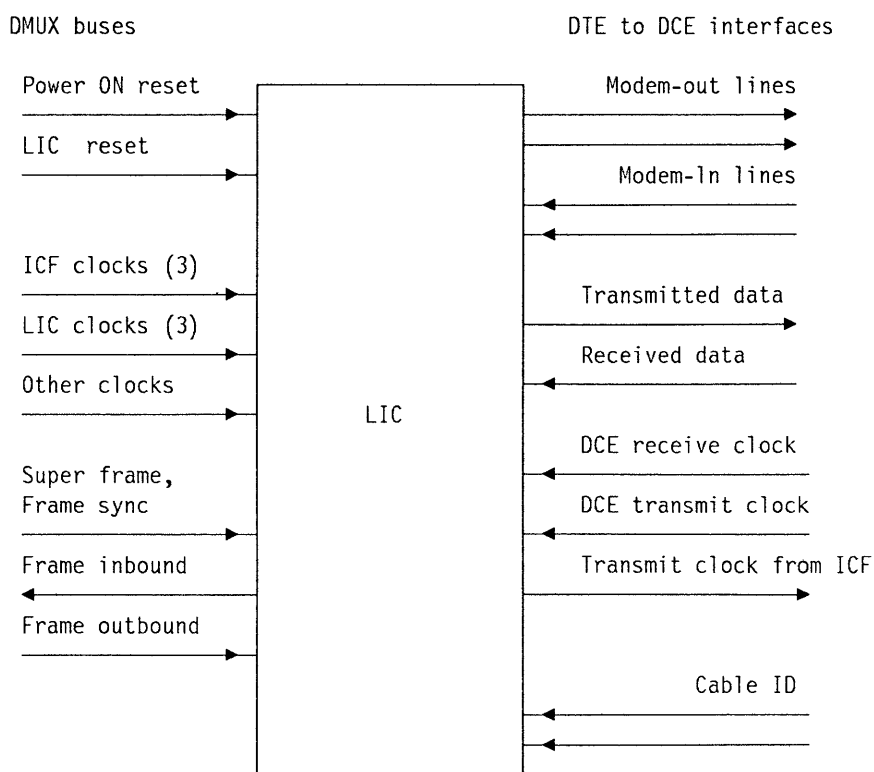 DMUX buses
DTE to DCE interfaces
Power ON reset
LIC reset
ICF clocks (3)
LIC clocks (3)
Other clocks
Super frame,
Frame sync
Frame inbound
Frame outbound
LIC
Modem-out lines
Modem-In lines
Transmitted data
Received data
DCE receive clock
DCE transmit clock
Transmit clock from ICF
Cable ID